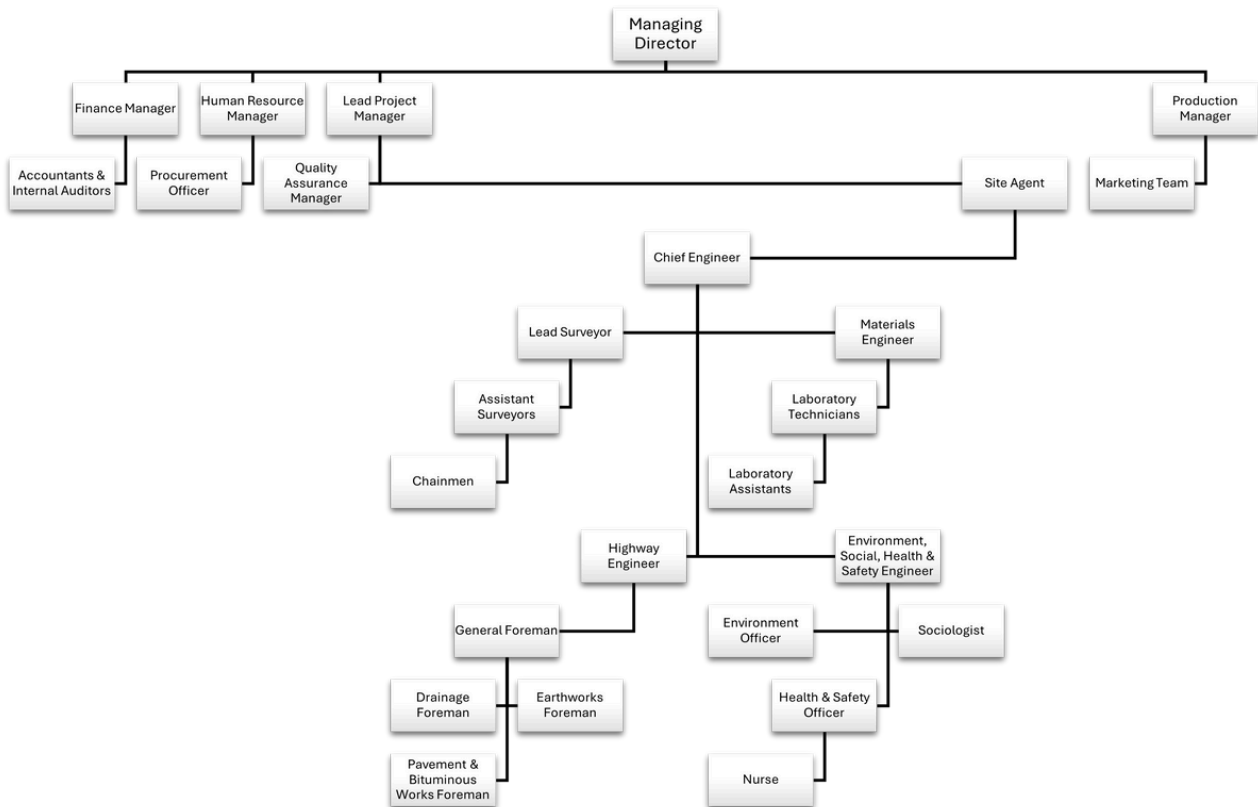 Managing
Director
Finance Manager
Human Resource
Manager
Lead Project
Manager
Production
Manager
Accountants &
Internal Auditors
Procurement
Officer
Quality
Assurance
Manager
Site Agent
Marketing Team
Chief Engineer
Lead Surveyor
Materials
Engineer
Assistant
Surveyors
Laboratory
Technicians
Chainmen
Laboratory
Assistants
Highway
Engineer
Environment,
Social, Health &
Safety Engineer
General Foreman
Environment
Officer
Sociologist
Drainage
Foreman
Earthworks
Foreman
Health & Safety
Officer
Pavement &
Bituminous
Works Foreman
Nurse